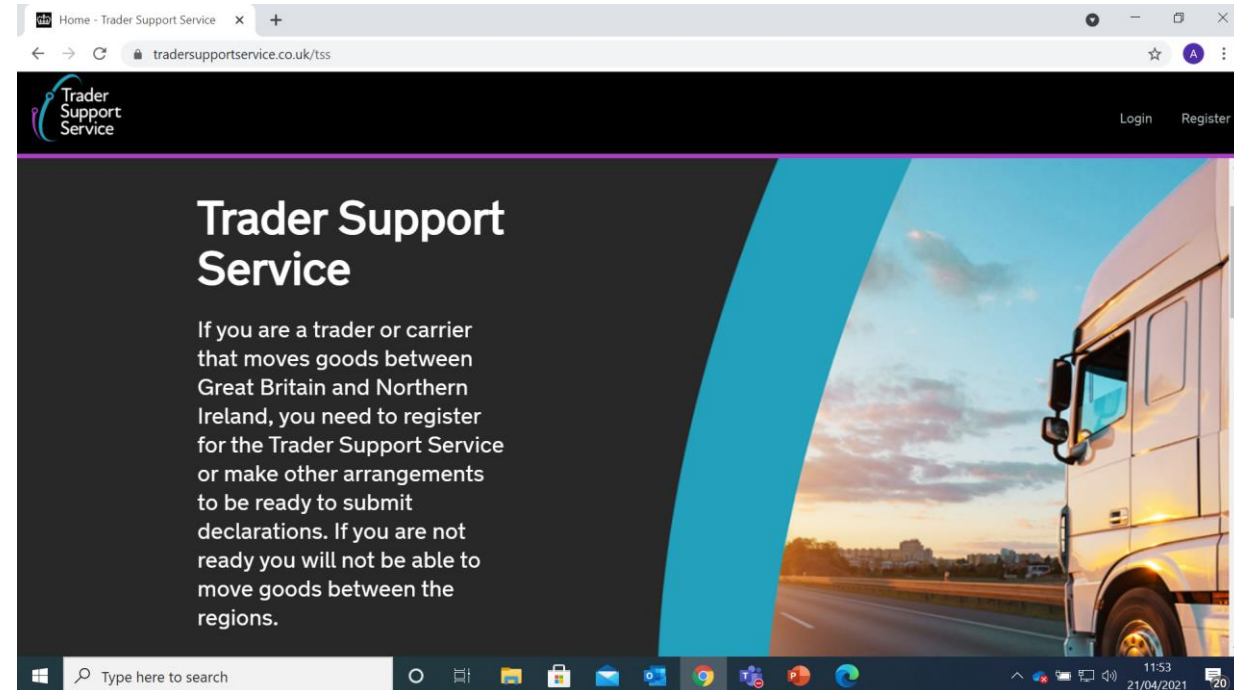 Home - Trader Support Service
tradersupportservice.co.uk/tss
A
Trader
Support
Service
Login
Register
Trader Support
Service
If you are a trader or carrier
that moves goods between
Great Britain and Northern
Ireland, you need to register
for the Trader Support Service
or make other arrangements
to be ready to submit
declarations. If you are not
ready you will not be able to
move goods between the
regions.
Type here to search
11:53
21/04/2021
20